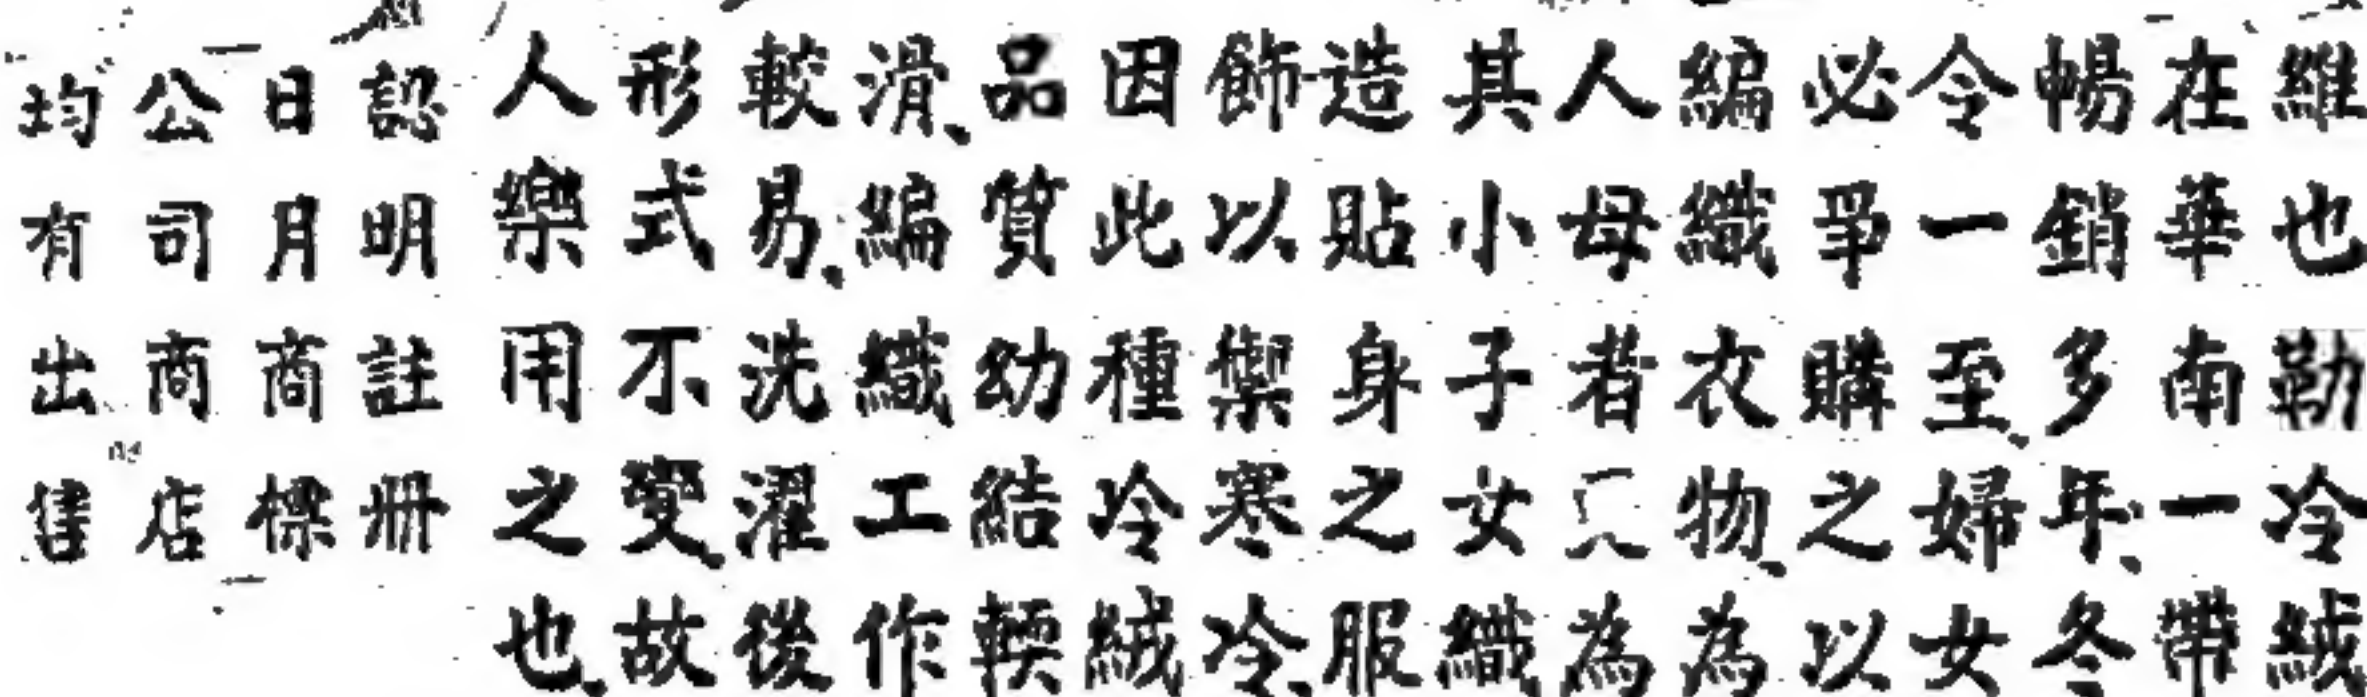 維也勒冷絨
在華南一帶
暢銷多年、冬
令一至、婦女
必爭購之以
編織衣物、為
人母者為
其小子女織
造貼身之服
飾以禦寒冷、
因此種冷絨
品質幼結輭
滑、編織工作
較易、洗濯後
形式不變、故
人樂用之也、
認明註冊
日月商標
公司商店
均有出售